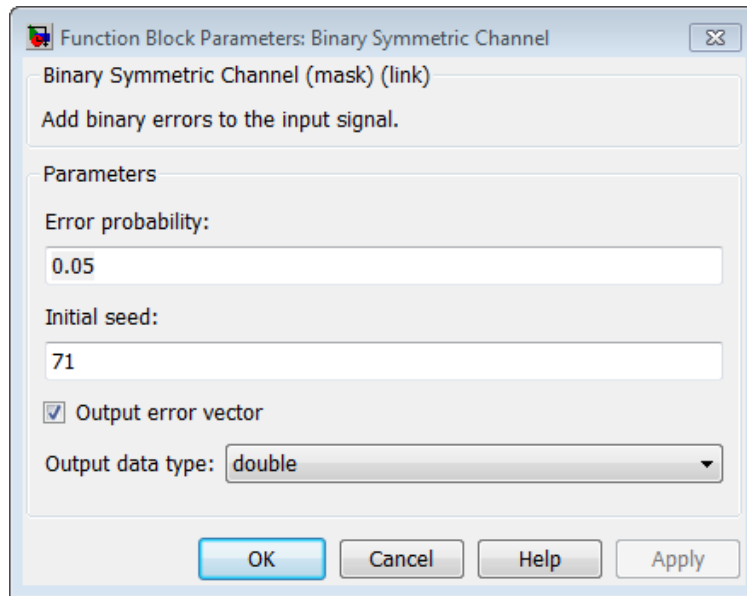 Function Block Parameters: Binary Symmetric Channel
Binary Symmetric Channel (mask) (link)
Add binary errors to the input signal.
Parameters
Error probability:
0.05
Initial seed:
71
Output error vector
Output data type: double
OK Cancel Help Apply